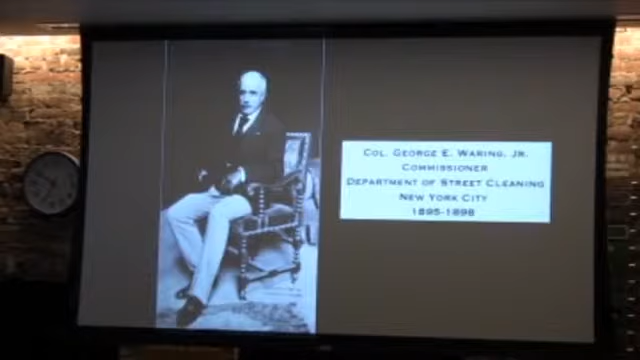 COL. GEORGE E. WARING, JR.
COMMISSIONER
DEPARTMENT OF STREET CLEANING
NEW YORK CITY
1895-1898